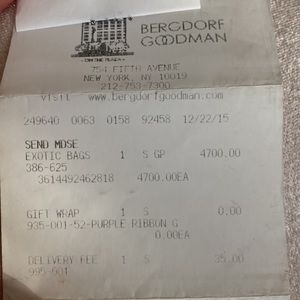 BERGDORF
GOODMAN
ON THE PLAZA
754 FIFTH AVENUE
NEW YORK, NY 10019
212-753-7300
visit www.bergdorfgoodman.com
249640 0063 0158 92458 12/22/15
SEND MDSE
EXOTIC BAGS 1 S GP 4700.00
386-625
3614492462818 4700.00EA
GIFT WRAP 1 S 0.00
935-001-52-PURPLE RIBBON G
0.00EA
DELIVERY FEE 1 S 35.00
995-001